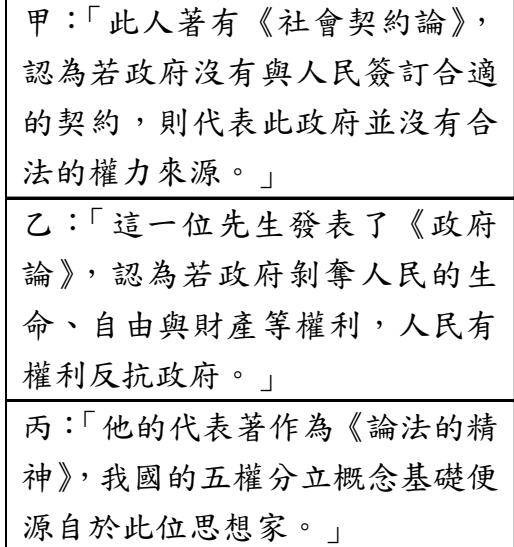 甲：「此人著有《社會契約論》，
認為若政府沒有與人民簽訂合適
的契約，則代表此政府並沒有合
法的權力來源。」
乙：「這一位先生發表了《政府
論》，認為若政府剝奪人民的生
命、自由與財產等權利，人民有
權利反抗政府。」
丙：「他的代表著作為《論法的精
神》，我國的五權分立概念基礎便
源自於此位思想家。」